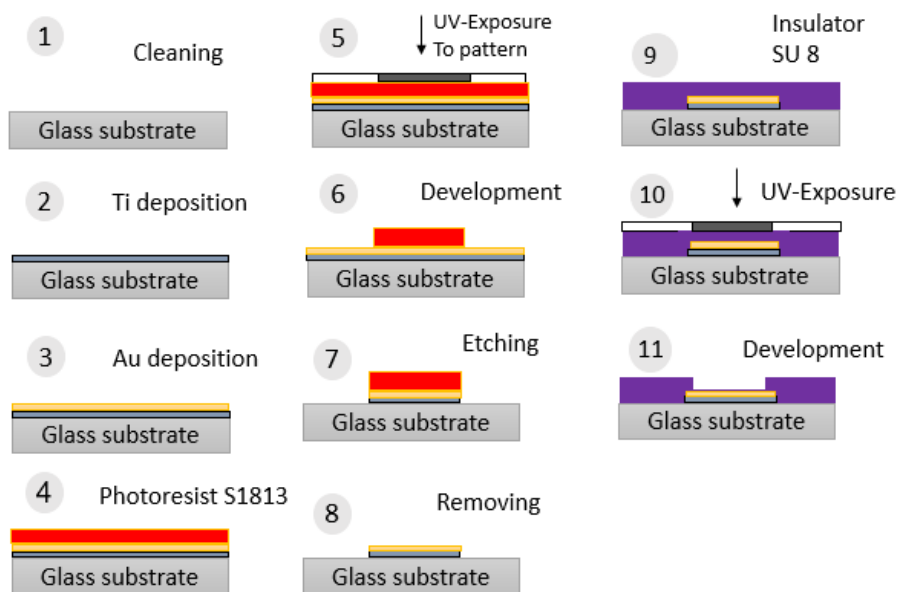 1
Cleaning
Glass substrate
2
Ti deposition
Glass substrate
3
Au deposition
Glass substrate
4
Photoresist S1813
Glass substrate
5
UV-Exposure
To pattern
Glass substrate
6
Development
Glass substrate
7
Etching
Glass substrate
8
Removing
Glass substrate
9
Insulator
SU 8
Glass substrate
10
UV-Exposure
Glass substrate
11
Development
Glass substrate